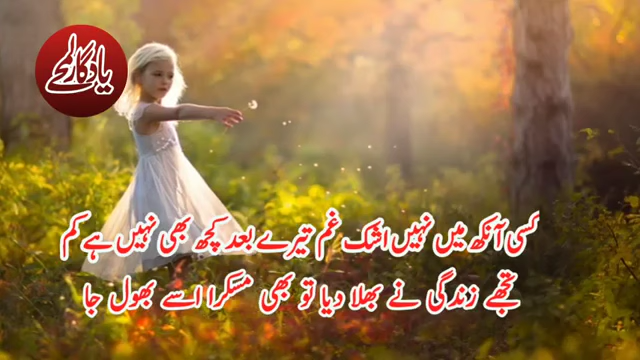 یادگار لمحے
کسی آنکھ میں نہیں اشک غم تیرے بعد کچھ بھی نہیں ہے کم
تجھے زندگی نے بھلا دیا تو بھی مسکرا اسے بھول جا